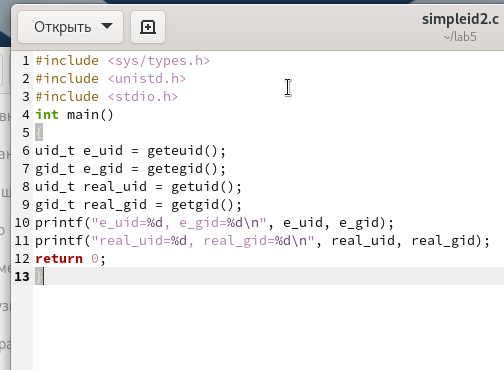 Открыть
simpleid2.c
~/lab5
1 #include <sys/types.h>
2 #include <unistd.h>
3 #include <stdio.h>
4 int main()
5 {
6 uid_t e_uid = geteuid();
7 gid_t e_gid = getegid();
8 uid_t real_uid = getuid();
9 gid_t real_gid = getgid();
10 printf("e_uid=%d, e_gid=%d\n", e_uid, e_gid);
11 printf("real_uid=%d, real_gid=%d\n", real_uid, real_gid);
12 return 0;
13 }